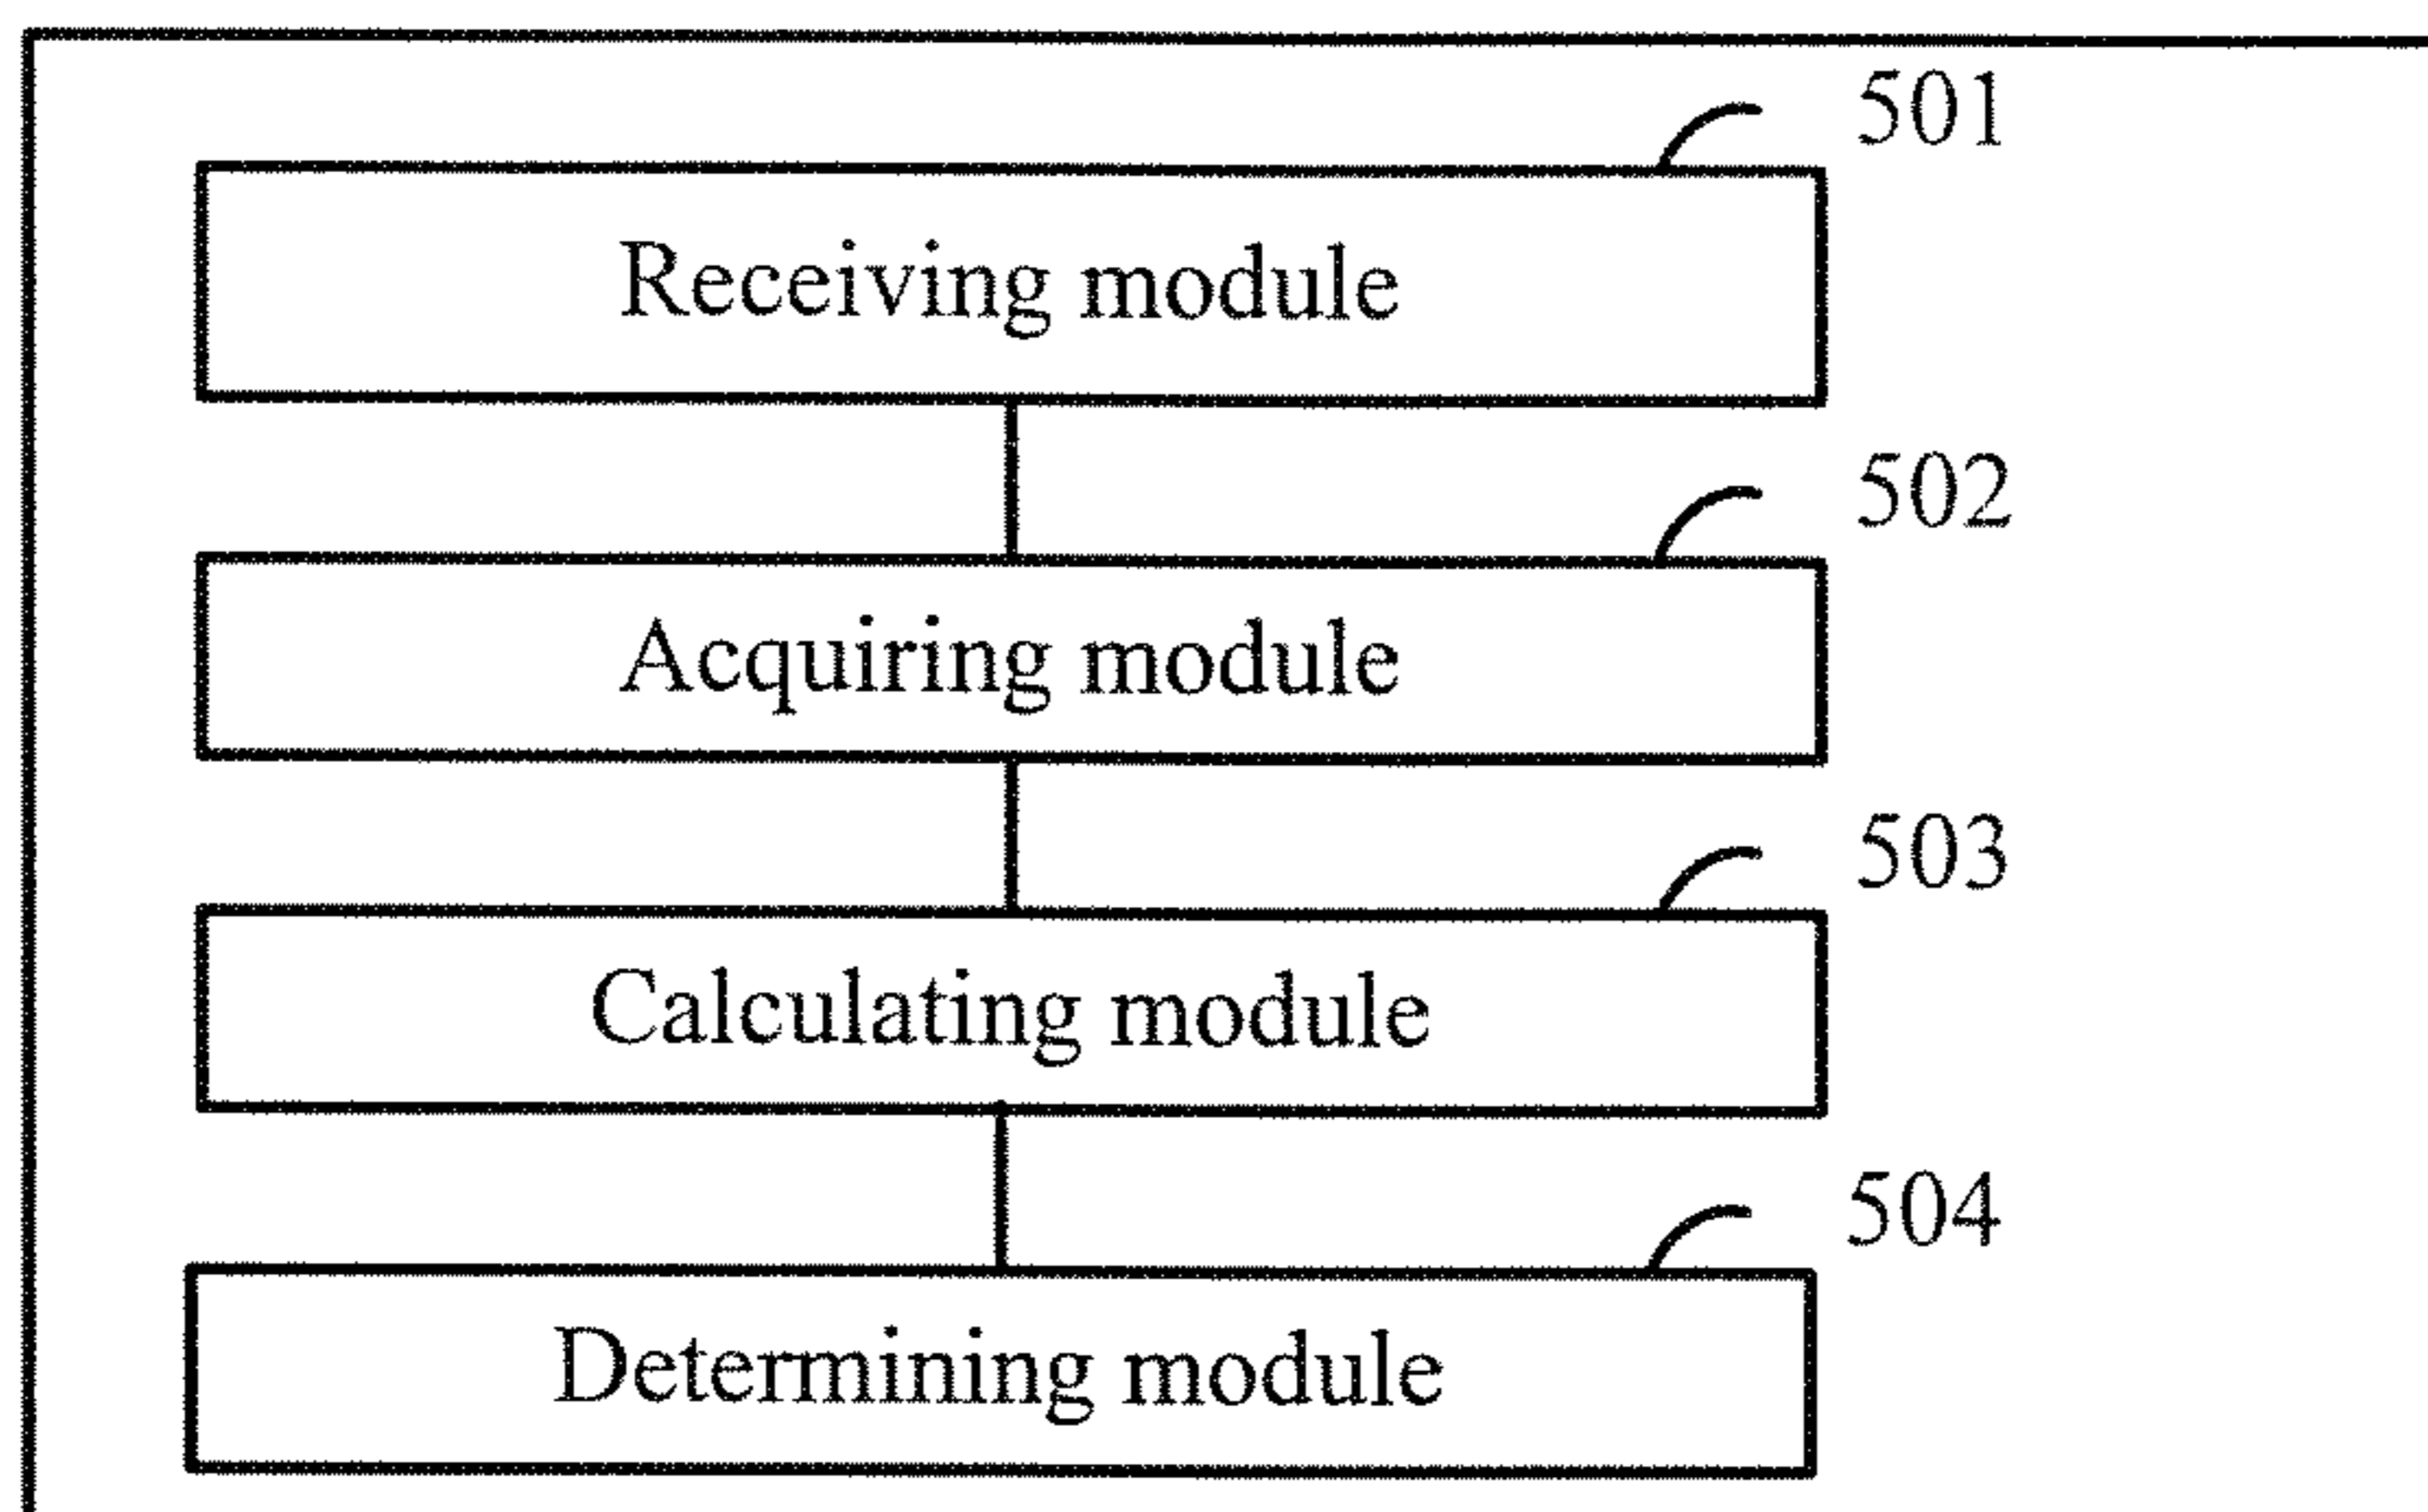 501
Receiving module
502
Acquiring module
503
Calculating module
504
Determining module